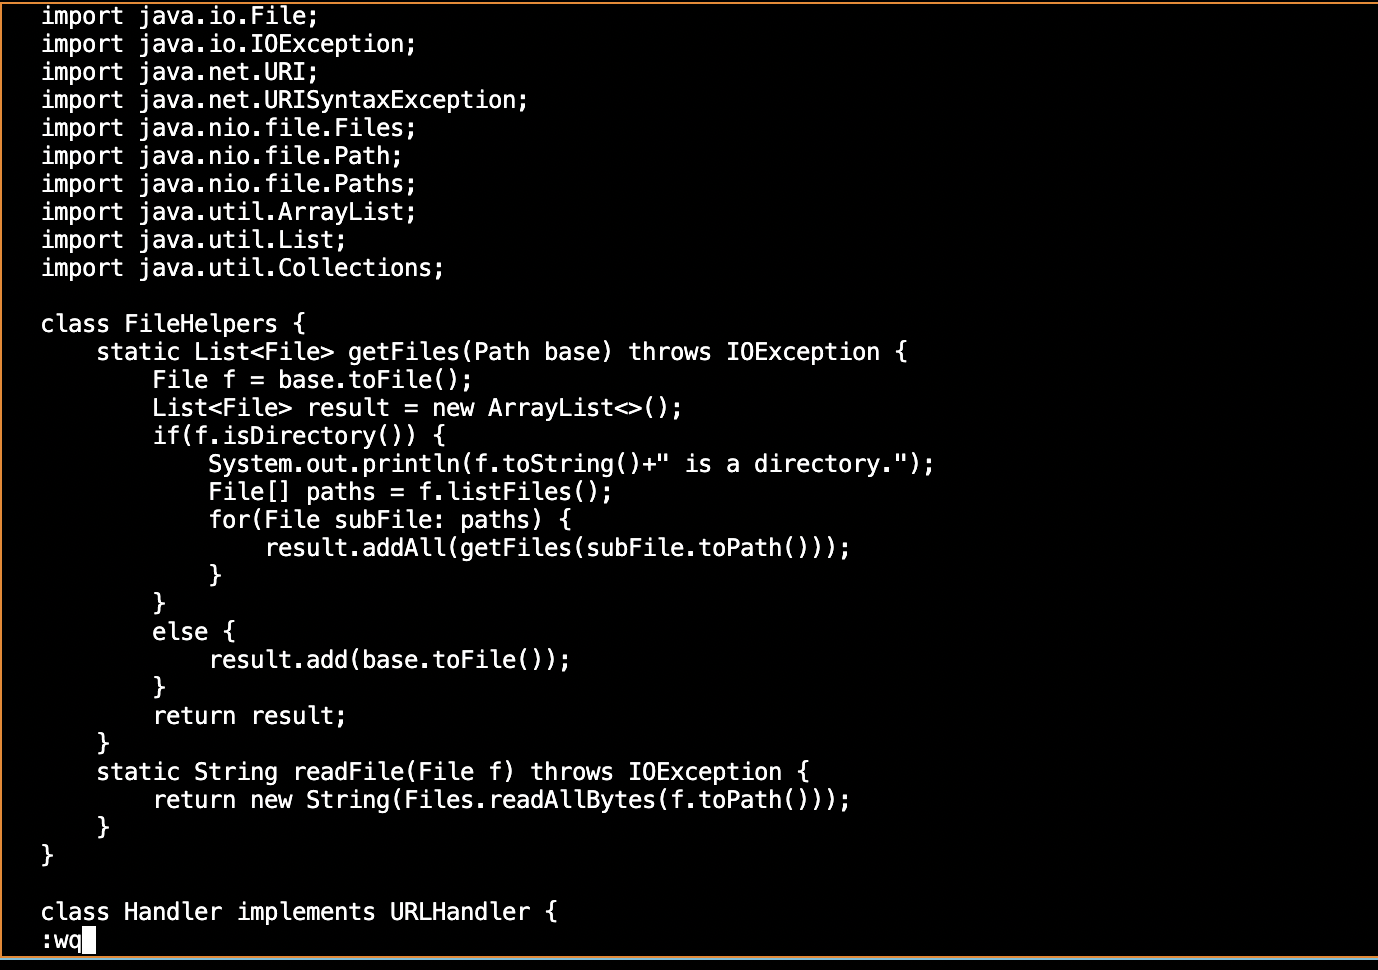 import java.io.File;
import java.io.IOException;
import java.net.URI;
import java.net.URISyntaxException;
import java.nio.file.Files;
import java.nio.file.Path;
import java.nio.file.Paths;
import java.util.ArrayList;
import java.util.List;
import java.util.Collections;

class FileHelpers {
    static List<File> getFiles(Path base) throws IOException {
        File f = base.toFile();
        List<File> result = new ArrayList<>();
        if(f.isDirectory()) {
            System.out.println(f.toString()+" is a directory.");
            File[] paths = f.listFiles();
            for(File subFile: paths) {
                result.addAll(getFiles(subFile.toPath()));
            }
        }
        else {
            result.add(base.toFile());
        }
        return result;
    }
    static String readFile(File f) throws IOException {
        return new String(Files.readAllBytes(f.toPath()));
    }
}

class Handler implements URLHandler {
:wq